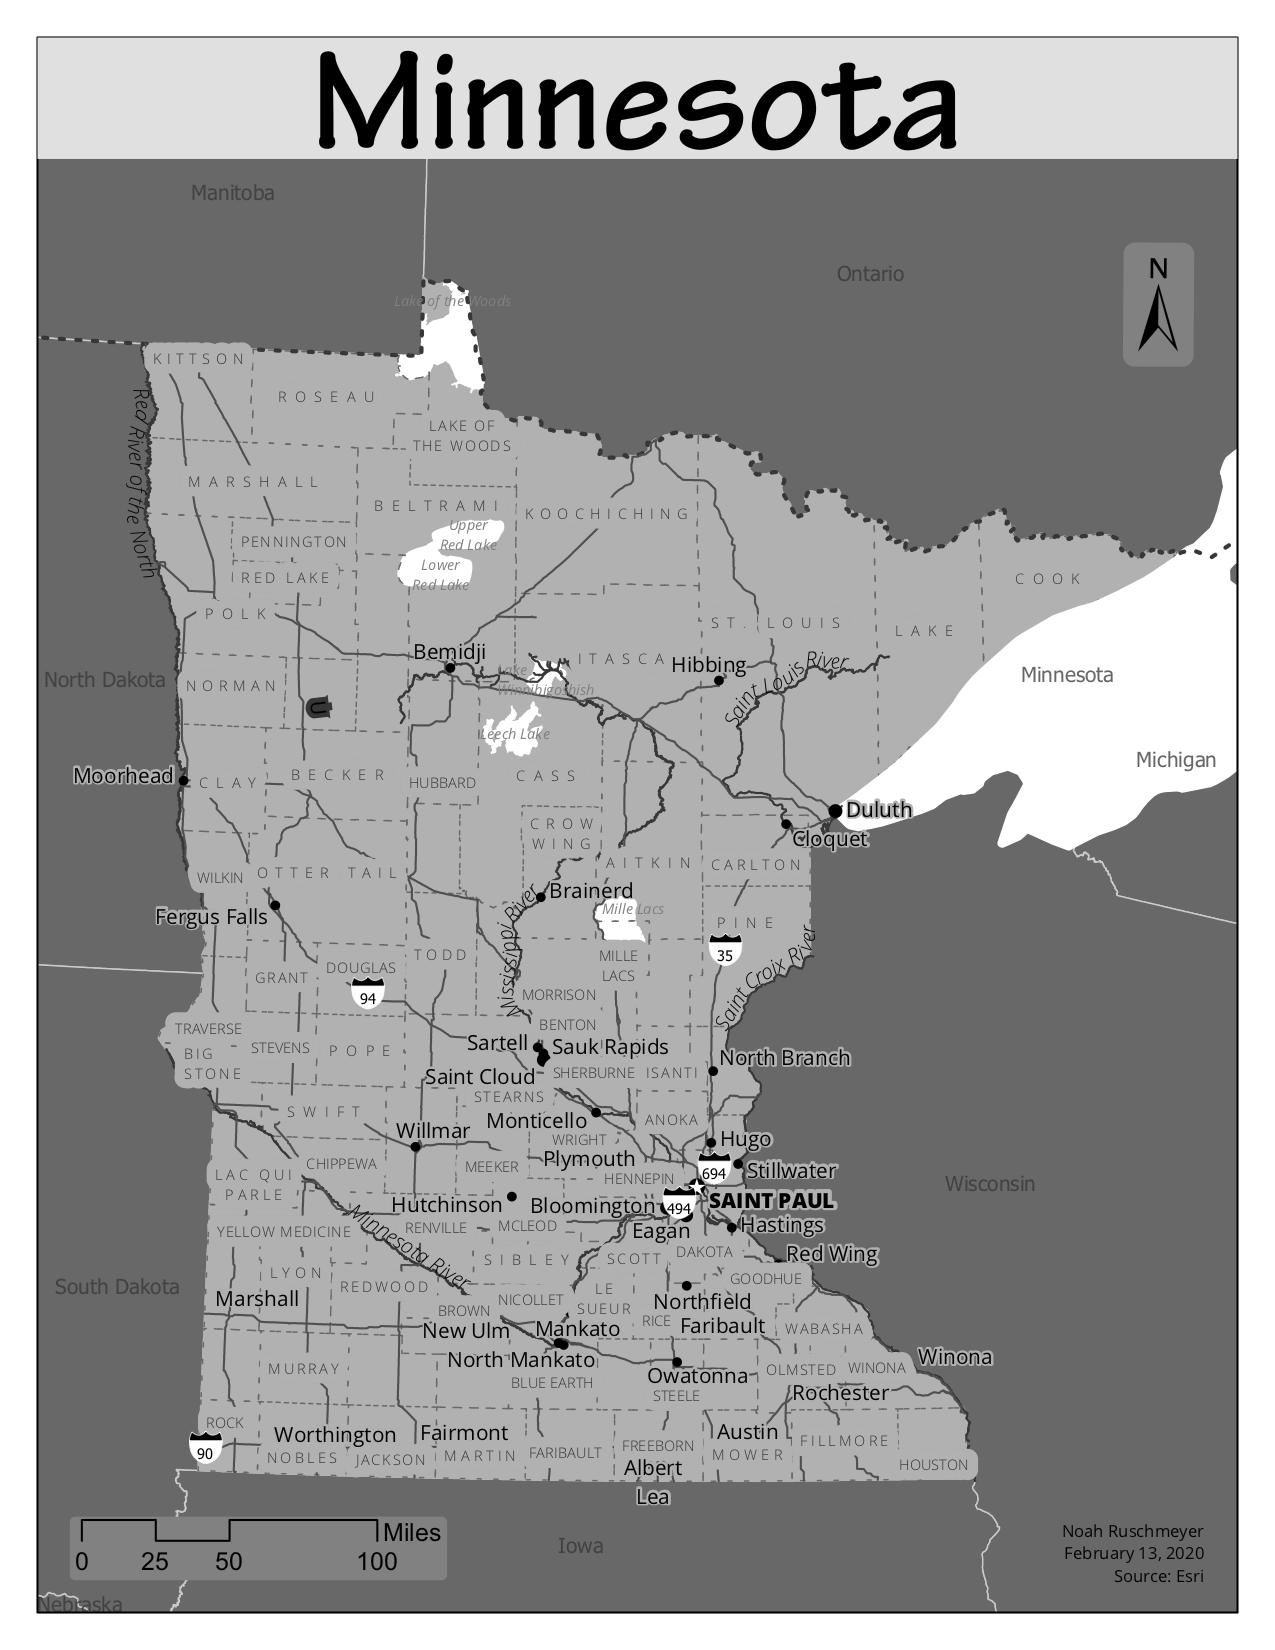 Minnesota
Manitoba
Ontario
N
Lake of the Woods
KITTSON
ROSEAU
Red River of the North
LAKE OF
THE WOODS
MARSHALL
BELTRAMI
KOOCHICHING
Upper
Red Lake
PENNINGTON
Lower
Red Lake
RED LAKE
COOK
POLK
ST. LOUIS
LAKE
Bemidji
ITASCA
Hibbing
Saint Louis River
Lake
Winnibigoshish
North Dakota
NORMAN
Minnesota
Leech Lake
Michigan
Moorhead
CLAY
BECKER
HUBBARD
CASS
Duluth
CROW
WING
Cloquet
AITKIN
CARLTON
WILKIN
OTTER TAIL
Brainerd
Fergus Falls
Mississippi River
Mille Lacs
PINE
35
Saint Croix River
TODD
MILLE
LACS
DOUGLAS
GRANT
94
MORRISON
TRAVERSE
BENTON
Sartell
Sauk Rapids
STEVENS
POPE
BIG
STONE
North Branch
Saint Cloud
SHERBURNE
ISANTI
STEARNS
SWIFT
Monticello
ANOKA
Willmar
WRIGHT
Hugo
Plymouth
CHIPPEWA
MEEKER
694
Stillwater
LAC QUI
PARLE
HENNEPIN
Wisconsin
Hutchinson
Bloomington
494
SAINT PAUL
Minnesota River
YELLOW MEDICINE
RENVILLE
MCLEOD
Eagan
Hastings
SIBLEY
SCOTT
DAKOTA
Red Wing
South Dakota
LYON
REDWOOD
GOODHUE
Marshall
BROWN
NICOLLET
LE
SUEUR
Northfield
RICE
Faribault
New Ulm
Mankato
WABASHA
North Mankato
Winona
MURRAY
BLUE EARTH
Owatonna
STEELE
OLMSTED
WINONA
Rochester
ROCK
Worthington
Fairmont
Austin
90
NOBLES
JACKSON
MARTIN
FARIBAULT
FREEBORN
MOWER
FILLMORE
HOUSTON
Albert
Lea
Miles
0 25 50 100
Iowa
Nebraska
Noah Ruschmeyer
February 13, 2020
Source: Esri